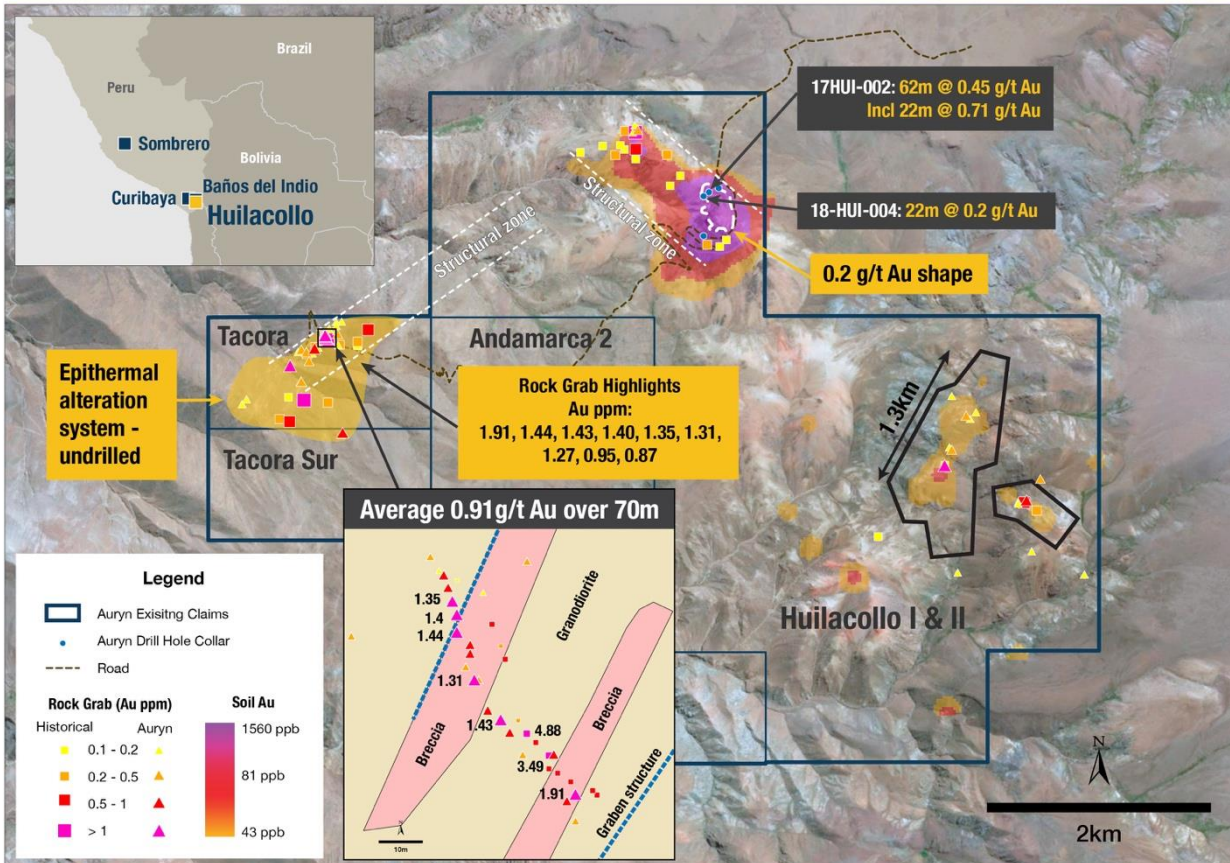 Brazil
Peru
Bolivia
Sombrero
Curibaya
Baños del Indio
Huilacollo
17HUI-002: 62m @ 0.45 g/t Au
Incl 22m @ 0.71 g/t Au
18-HUI-004: 22m @ 0.2 g/t Au
0.2 g/t Au shape
Structural zone
Structural zone
Structural zone
Tacora
Andamarca 2
Epithermal
alteration
system -
undrilled
Tacora Sur
Rock Grab Highlights
Au ppm:
1.91, 1.44, 1.43, 1.40, 1.35, 1.31,
1.27, 0.95, 0.87
1.3km
Huilacollo I & II
Average 0.91g/t Au over 70m
1.35
1.4
1.44
1.31
1.43
4.88
3.49
1.91
Granodiorite
Breccia
Breccia
Graben structure
N
10m
Legend
Auryn Exisitng Claims
Auryn Drill Hole Collar
Road
Rock Grab (Au ppm)
Historical
Auryn
0.1 - 0.2
0.2 - 0.5
0.5 - 1
> 1
Soil Au
1560 ppb
81 ppb
43 ppb
N
2km